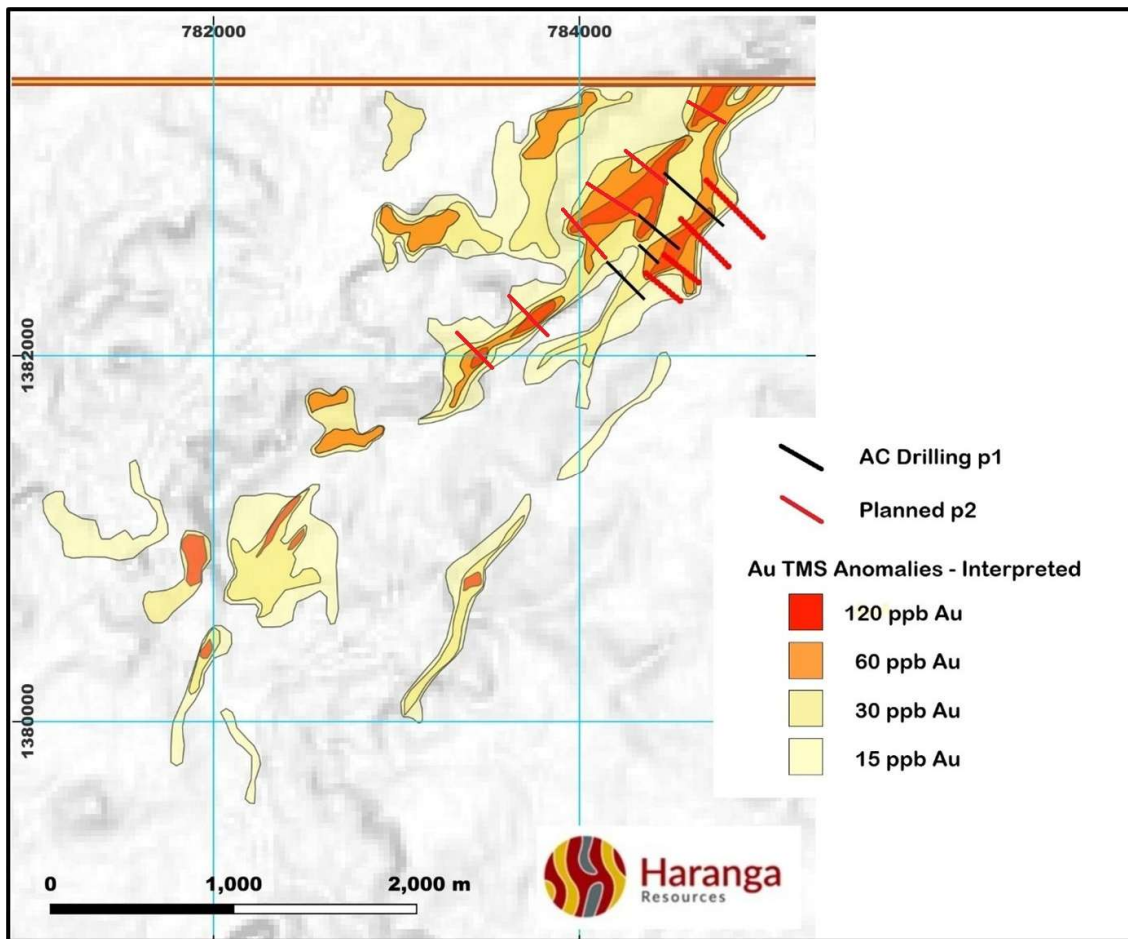 782000
784000
1382000
AC Drilling p1
Planned p2
Au TMS Anomalies - Interpreted
120 ppb Au
60 ppb Au
30 ppb Au
15 ppb Au
1380000
0
1,000
2,000 m
Haranga
Resources